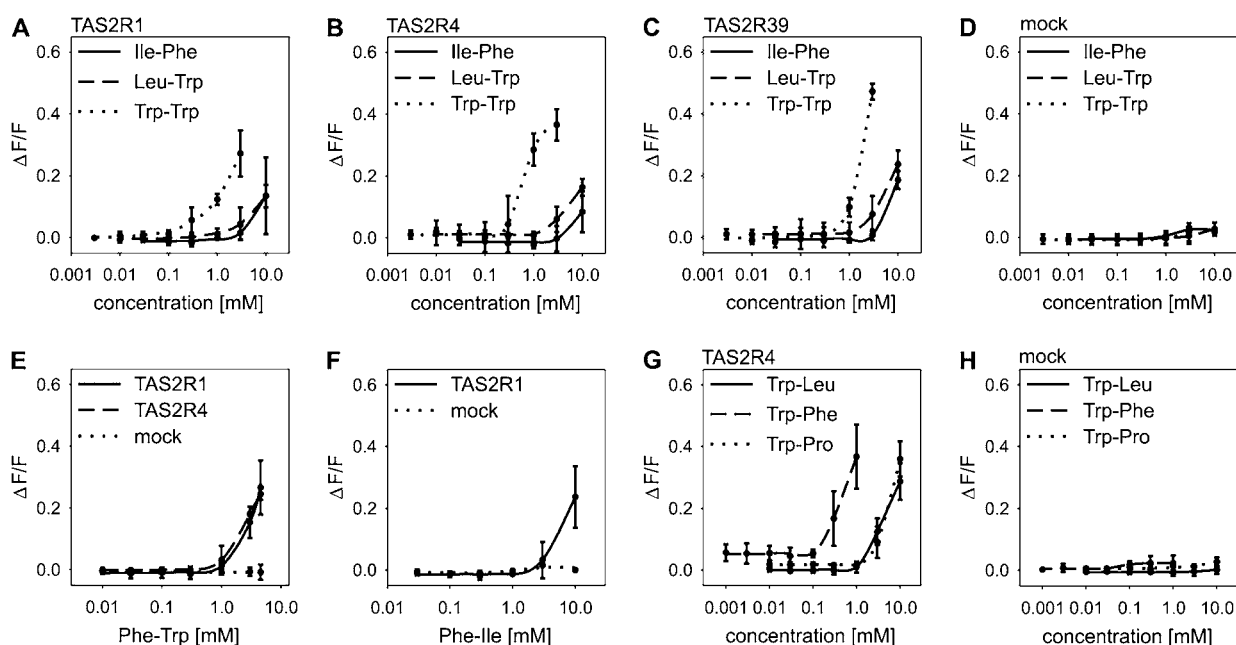 A TAS2R1
0.6
0.4
0.2
0.0
Δ F/F
Ile-Phe
Leu-Trp
Trp-Trp
0.001 0.01 0.1 1.0 10.0
concentration [mM]
B TAS2R4
0.6
0.4
0.2
0.0
Δ F/F
Ile-Phe
Leu-Trp
Trp-Trp
0.001 0.01 0.1 1.0 10.0
concentration [mM]
C TAS2R39
0.6
0.4
0.2
0.0
Δ F/F
Ile-Phe
Leu-Trp
Trp-Trp
0.001 0.01 0.1 1.0 10.0
concentration [mM]
D mock
0.6
0.4
0.2
0.0
Δ F/F
Ile-Phe
Leu-Trp
Trp-Trp
0.001 0.01 0.1 1.0 10.0
concentration [mM]
E
0.6
0.4
0.2
0.0
Δ F/F
TAS2R1
TAS2R4
mock
0.01 0.1 1.0 10.0
Phe-Trp [mM]
F
0.6
0.4
0.2
0.0
Δ F/F
TAS2R1
mock
0.01 0.1 1.0 10.0
Phe-Ile [mM]
G TAS2R4
0.6
0.4
0.2
0.0
Δ F/F
Trp-Leu
Trp-Phe
Trp-Pro
0.001 0.01 0.1 1.0 10.0
concentration [mM]
H mock
0.6
0.4
0.2
0.0
Δ F/F
Trp-Leu
Trp-Phe
Trp-Pro
0.001 0.01 0.1 1.0 10.0
concentration [mM]